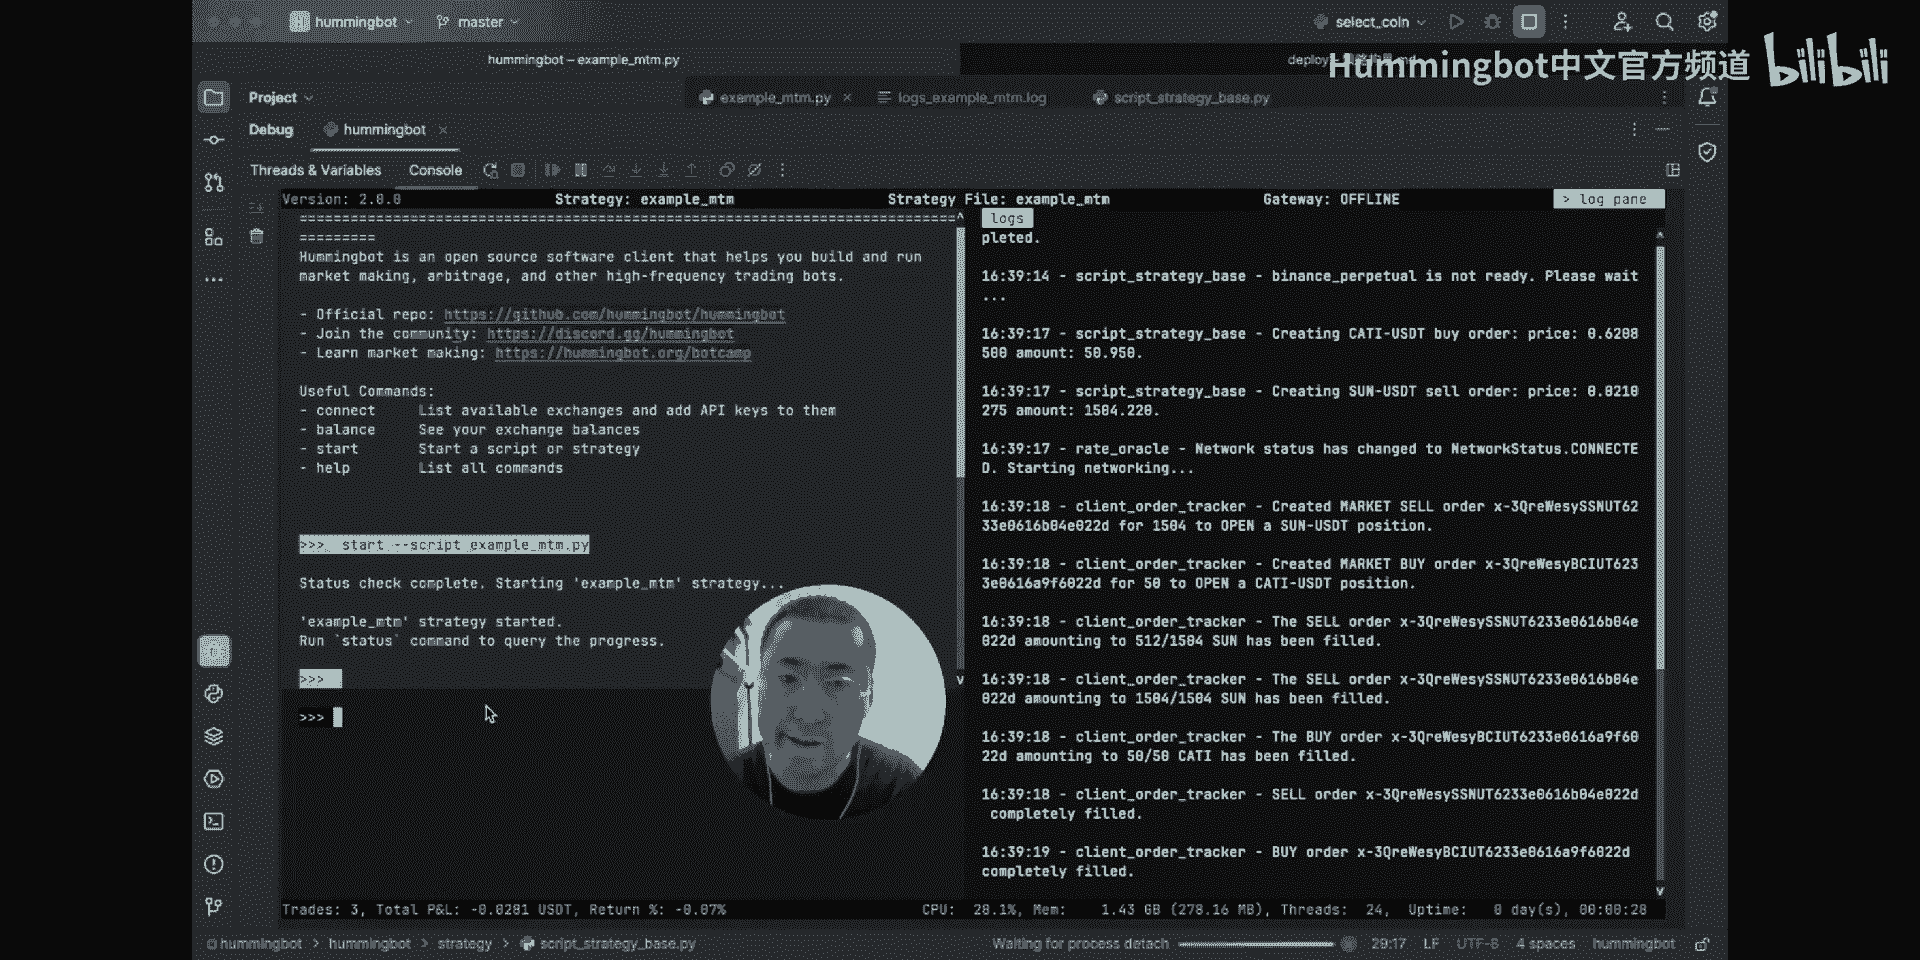 hummingbot
master
select_coin
hummingbot – example_mtm.py
deploy
Hummingbot中文官方频道 bilibili
Project
example_mtm.py
logs_example_mtm.log
script_strategy_base.py
Debug
hummingbot
Threads & Variables
Console
Version: 2.0.0
Strategy: example_mtm
Strategy File: example_mtm
Gateway: OFFLINE
> log pane
==============================================================================
=========
Hummingbot is an open source software client that helps you build and run
market making, arbitrage, and other high-frequency trading bots.
- Official repo: https://github.com/hummingbot/hummingbot
- Join the community: https://discord.gg/hummingbot
- Learn market making: https://hummingbot.org/botcamp
Useful Commands:
- connect List available exchanges and add API keys to them
- balance See your exchange balances
- start Start a script or strategy
- help List all commands
>>> start --script example_mtm.py
Status check complete. Starting 'example_mtm' strategy...
'example_mtm' strategy started.
Run `status` command to query the progress.
>>>
>>>
logs
pleted.
16:39:14 - script_strategy_base - binance_perpetual is not ready. Please wait
...
16:39:17 - script_strategy_base - Creating CATI-USDT buy order: price: 0.6208
500 amount: 50.950.
16:39:17 - script_strategy_base - Creating SUN-USDT sell order: price: 0.0210
275 amount: 1504.220.
16:39:17 - rate_oracle - Network status has changed to NetworkStatus.CONNECTE
D. Starting networking...
16:39:18 - client_order_tracker - Created MARKET SELL order x-3QreWesySSNUT62
33e0616b04e022d for 1504 to OPEN a SUN-USDT position.
16:39:18 - client_order_tracker - Created MARKET BUY order x-3QreWesyBCIUT623
3e0616a9f6022d for 50 to OPEN a CATI-USDT position.
16:39:18 - client_order_tracker - The SELL order x-3QreWesySSNUT6233e0616b04e
022d amounting to 512/1504 SUN has been filled.
16:39:18 - client_order_tracker - The SELL order x-3QreWesySSNUT6233e0616b04e
022d amounting to 1504/1504 SUN has been filled.
16:39:18 - client_order_tracker - The BUY order x-3QreWesyBCIUT6233e0616a9f60
22d amounting to 50/50 CATI has been filled.
16:39:18 - client_order_tracker - SELL order x-3QreWesySSNUT6233e0616b04e022d
completely filled.
16:39:19 - client_order_tracker - BUY order x-3QreWesyBCIUT6233e0616a9f6022d
completely filled.
Trades: 3, Total P&L: -0.0281 USDT, Return %: -0.07%
CPU: 28.1%, Mem: 1.43 GB (278.16 MB), Threads: 24, Uptime: 0 day(s), 00:00:28
hummingbot > hummingbot > strategy > script_strategy_base.py
Waiting for process detach
29:17 LF UTF-8 4 spaces hummingbot